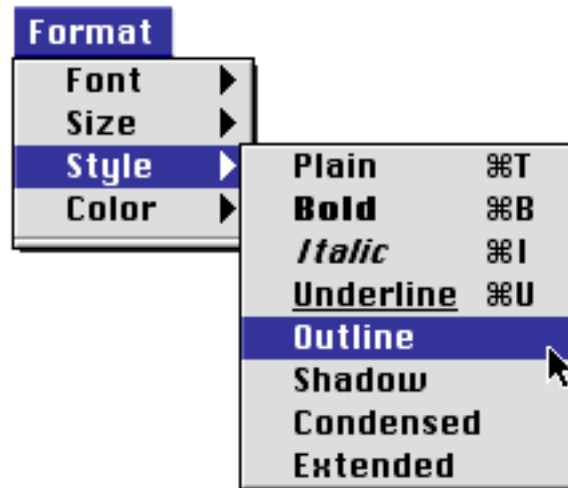 Format
Font
Size
Style
Color
Plain ⌘T
Bold ⌘B
Italic ⌘I
Underline ⌘U
Outline
Shadow
Condensed
Extended